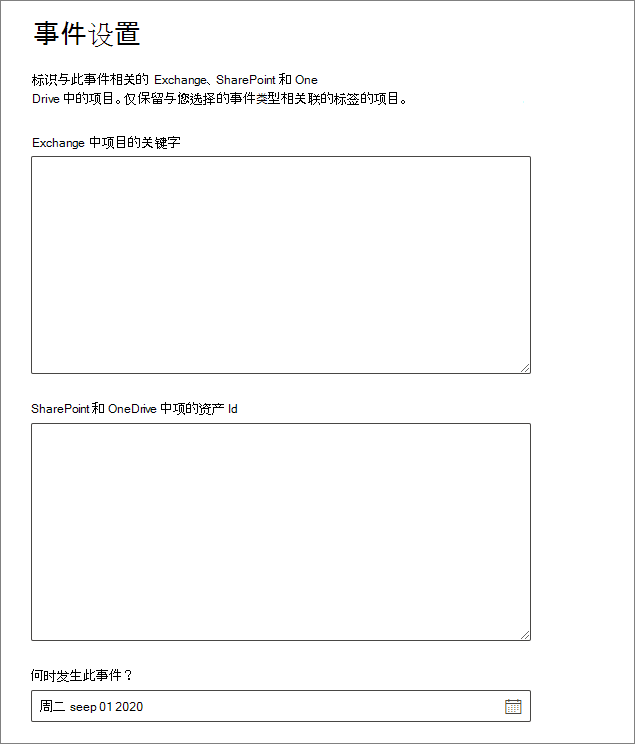 事件设置
标识与此事件相关的 Exchange、SharePoint 和 One
Drive 中的项目。仅保留与您选择的事件类型相关联的标签的项目。
Exchange 中项目的关键字
SharePoint 和 OneDrive 中项的资产 Id
何时发生此事件？
周二 seep 01 2020